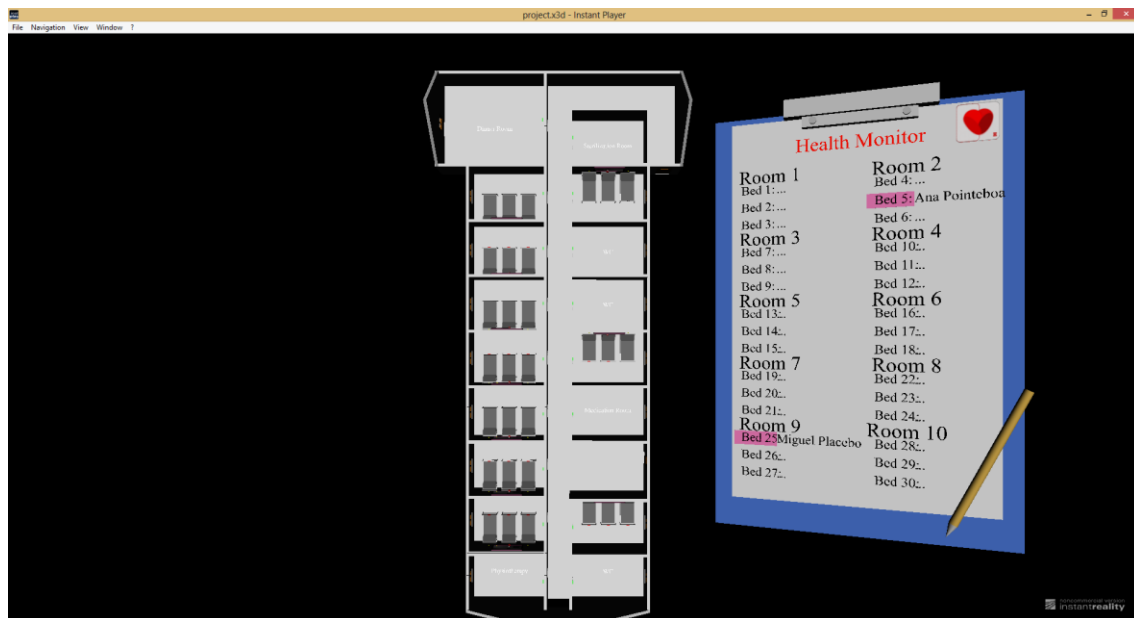 project.x3d - Instant Player
File Navigation View Window ?
Health Monitor
Room 1
Bed 1: ...
Bed 2: ...
Bed 3: ...
Room 3
Bed 7: ...
Bed 8: ...
Bed 9: ...
Room 5
Bed 13:..
Bed 14:..
Bed 15:..
Room 7
Bed 19:..
Bed 20:..
Bed 21:..
Room 9
Bed 25 Miguel Placebo
Bed 26:..
Bed 27:..
Room 2
Bed 4: ...
Bed 5: Ana Pointeboa
Bed 6: ...
Room 4
Bed 10:..
Bed 11:..
Bed 12:..
Room 6
Bed 16:..
Bed 17:..
Bed 18:..
Room 8
Bed 22:..
Bed 23:..
Bed 24:..
Room 10
Bed 28:..
Bed 29:..
Bed 30:..
noncommercial version
instantreality